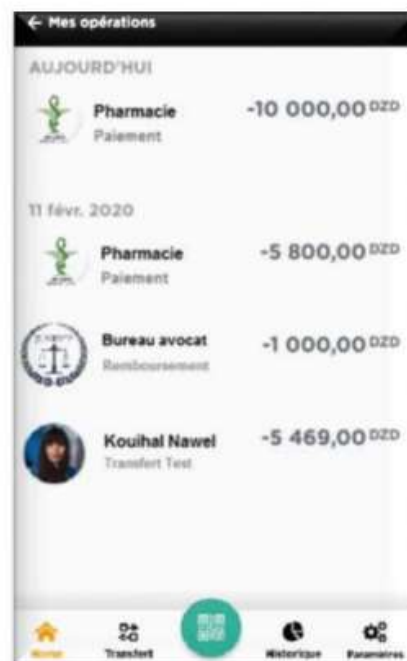 ← Mes opérations
AUJOURD'HUI
Pharmacie -10 000,00 DZD
Paiement
11 févr. 2020
Pharmacie -5 800,00 DZD
Paiement
Bureau avocat -1 000,00 DZD
Remboursement
Kouihal Nawel -5 469,00 DZD
Transfert Test
Home Transfert Historique Paramètres